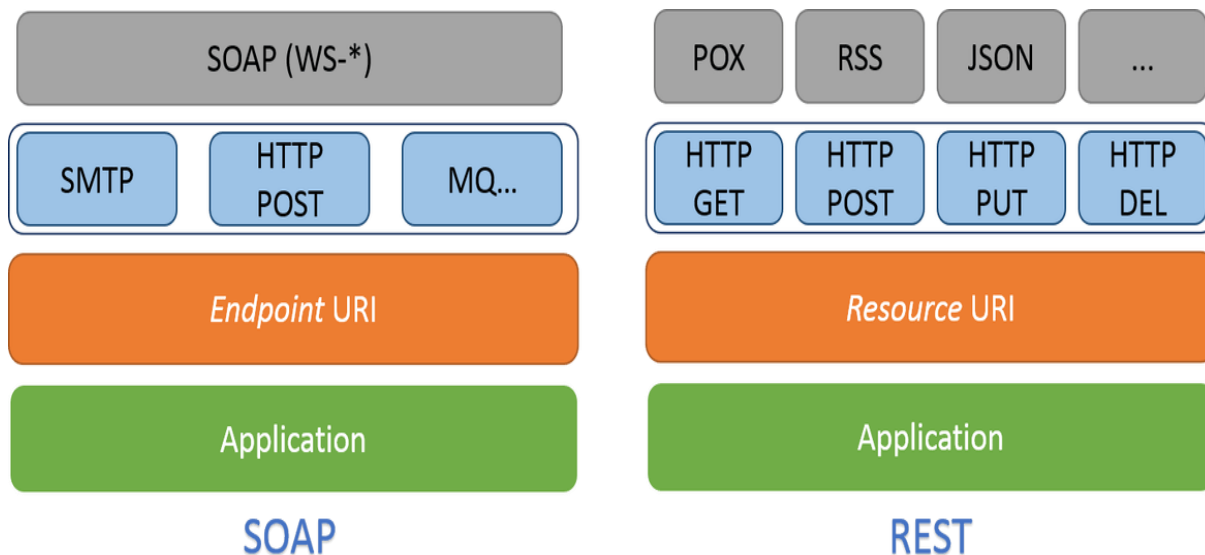 SOAP (WS-*)
SMTP
HTTP
POST
MQ...
Endpoint URI
Application
SOAP
POX
RSS
JSON
...
HTTP
GET
HTTP
POST
HTTP
PUT
HTTP
DEL
Resource URI
Application
REST